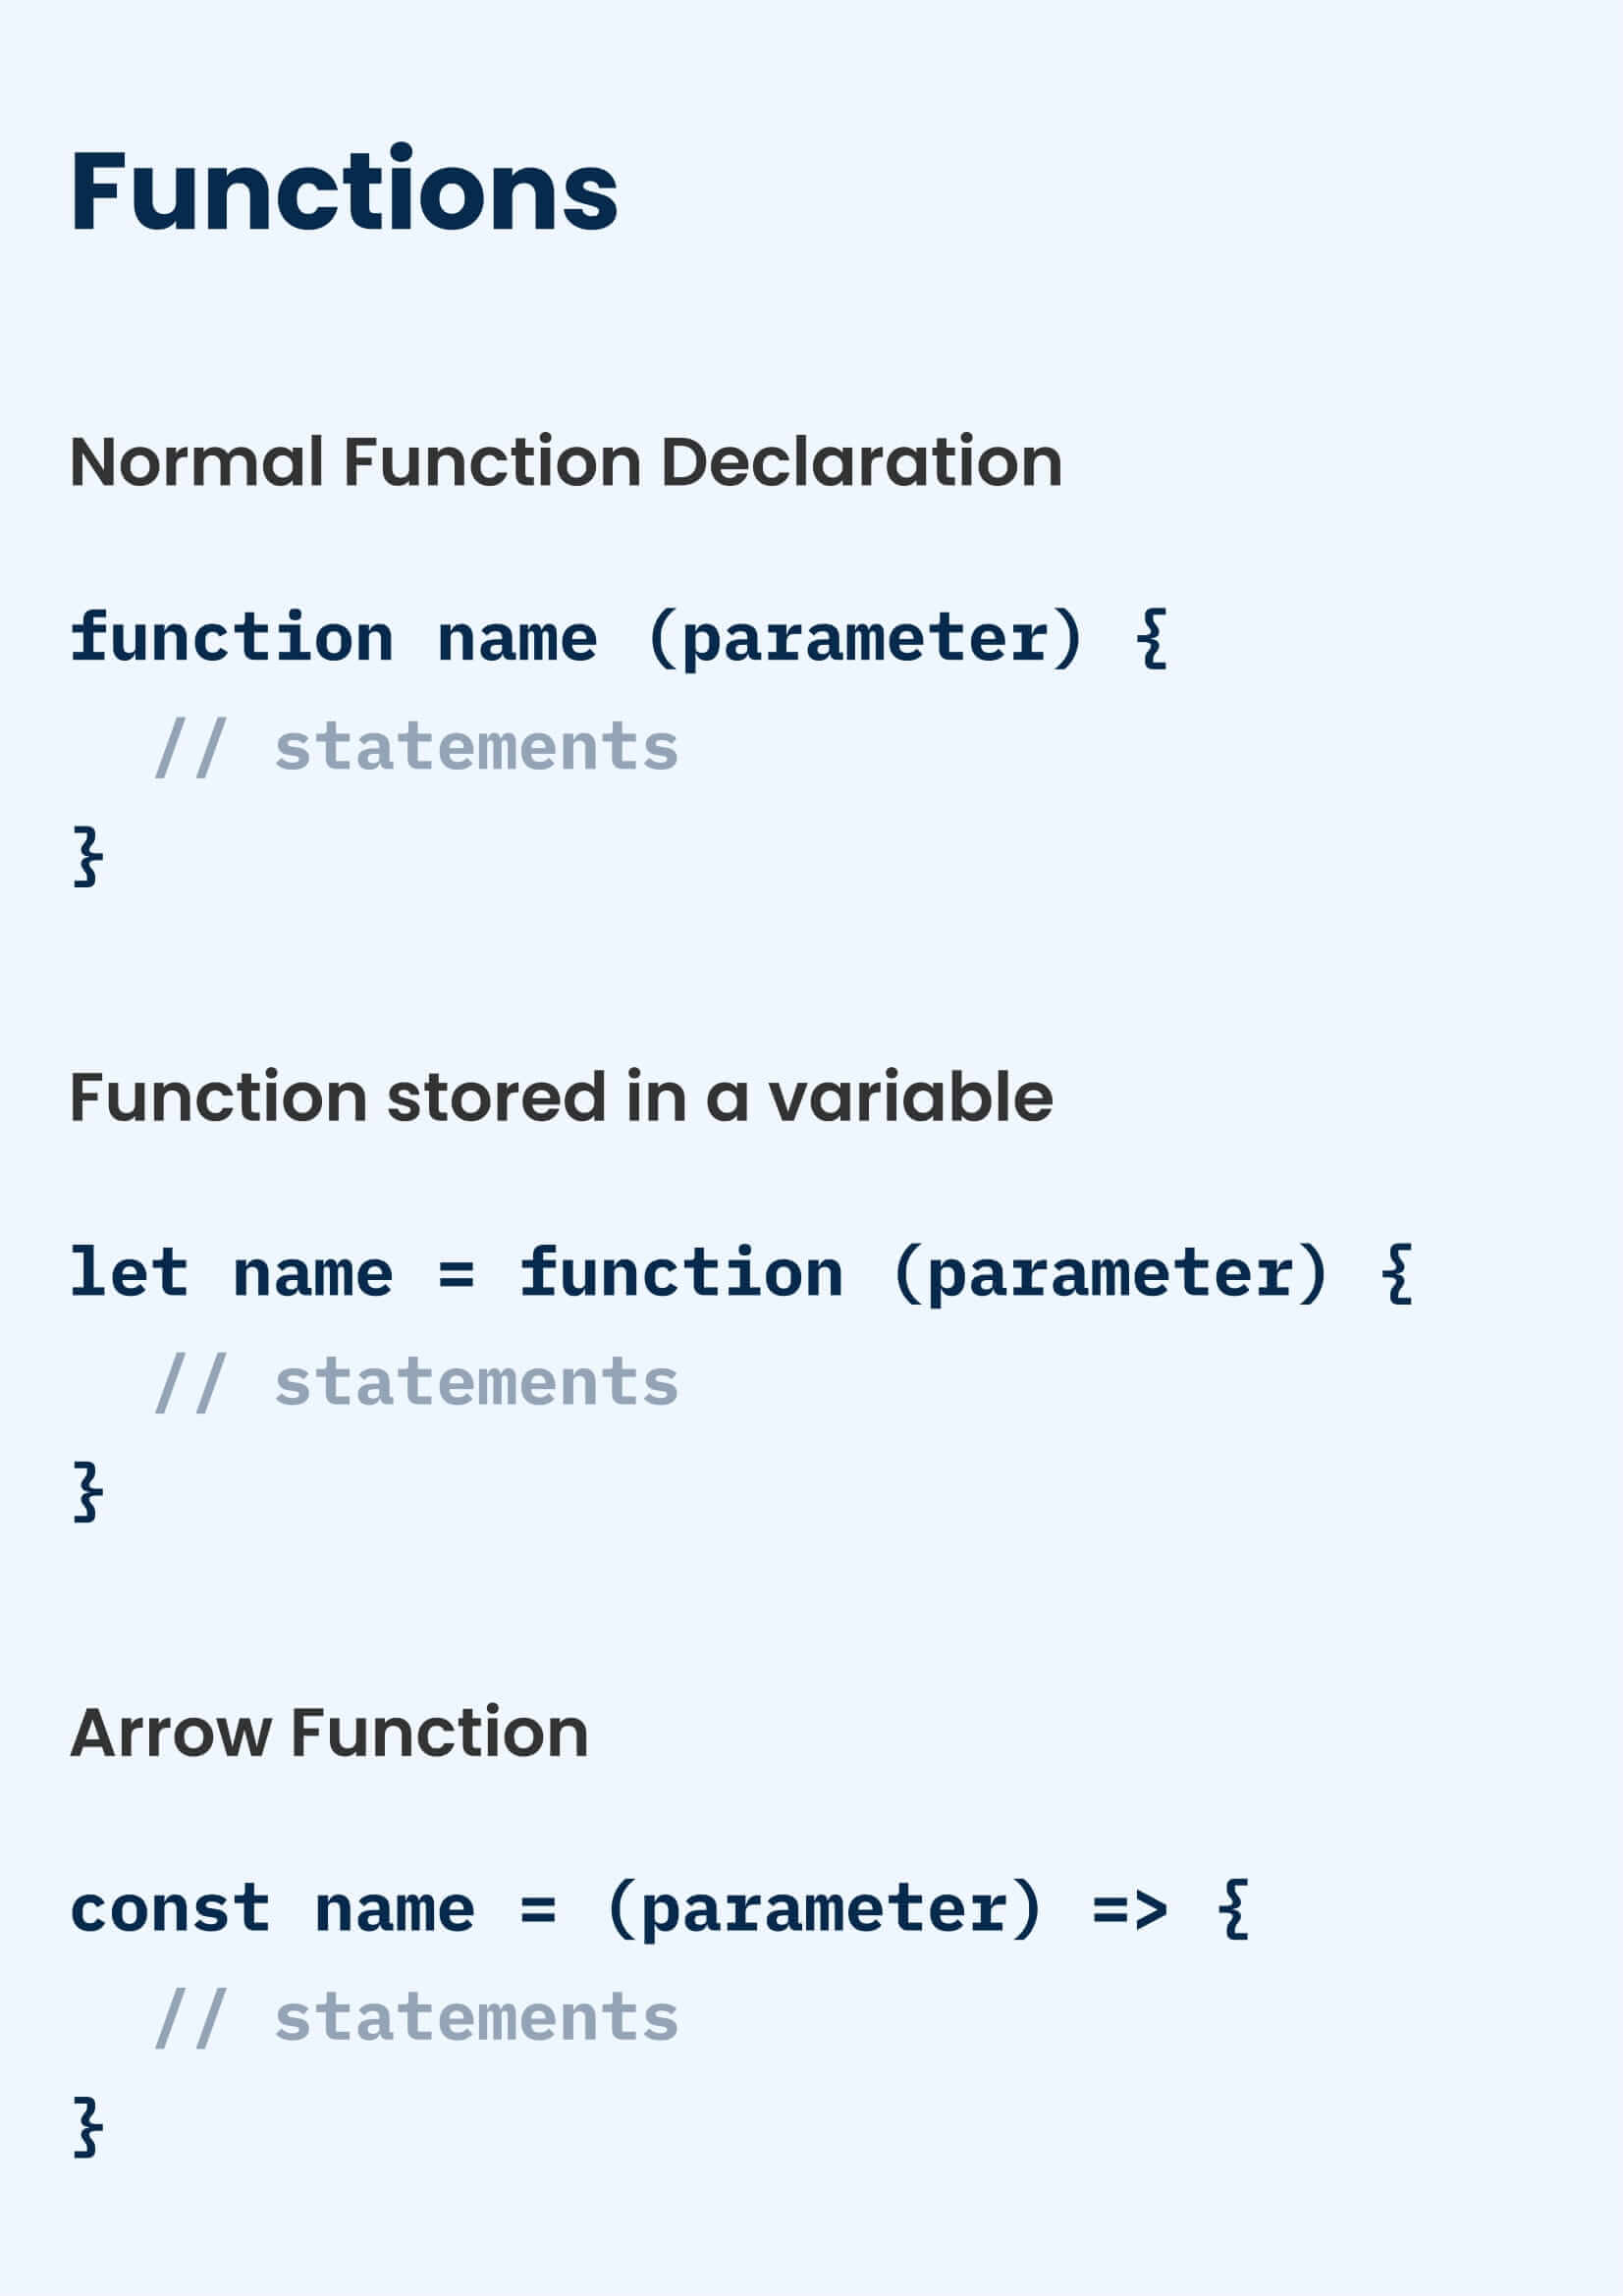 Functions
Normal Function Declaration
function name (parameter) {
  // statements
}
Function stored in a variable
let name = function (parameter) {
  // statements
}
Arrow Function
const name = (parameter) => {
  // statements
}